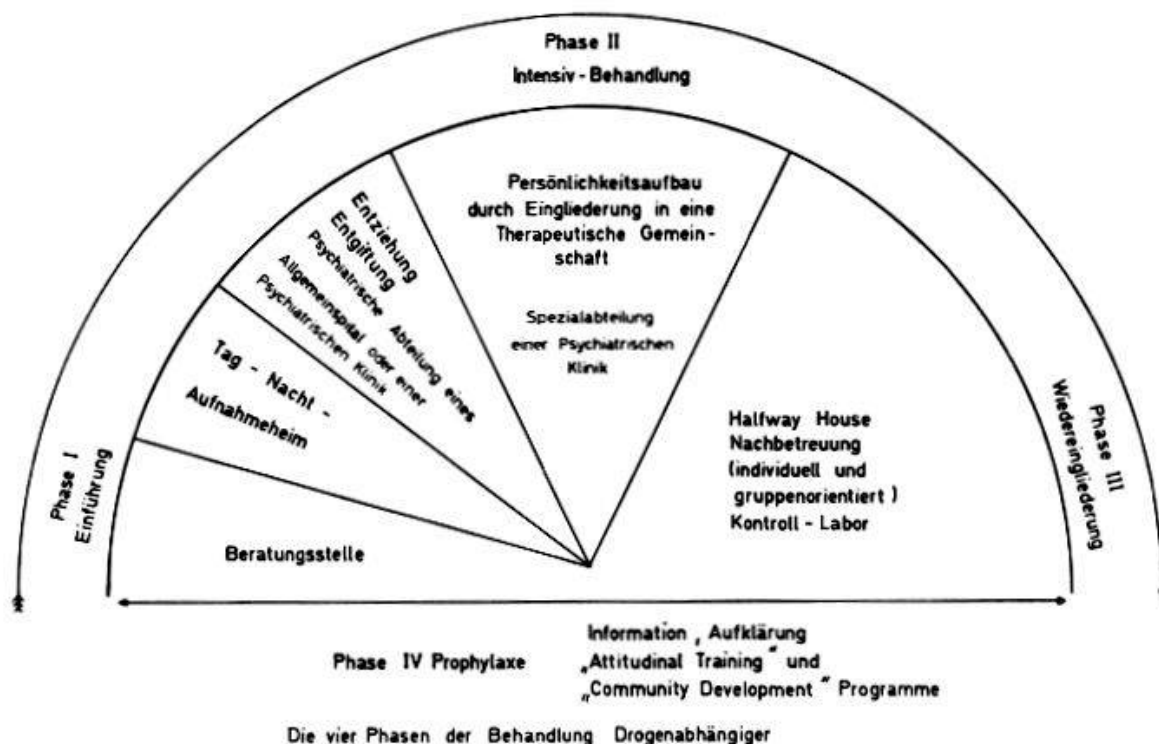 Phase II
Intensiv - Behandlung
Phase I
Einführung
Phase III
Wiedereingliederung
Beratungsstelle
Tag - Nacht -
Aufnahmeheim
Entziehung
Entgiftung
Psychiatrische Abteilung eines
Allgemeinspital oder einer
Psychiatrischen Klinik
Persönlichkeitsaufbau
durch Eingliederung in eine
Therapeutische Gemein -
schaft
Spezialabteilung
einer Psychiatrischen
Klinik
Halfway House
Nachbetreuung
(individuell und
gruppenorientiert)
Kontroll - Labor
Phase IV Prophylaxe
Information , Aufklärung
„Attitudinal Training“ und
„Community Development“ Programme
Die vier Phasen der Behandlung Drogenabhängiger